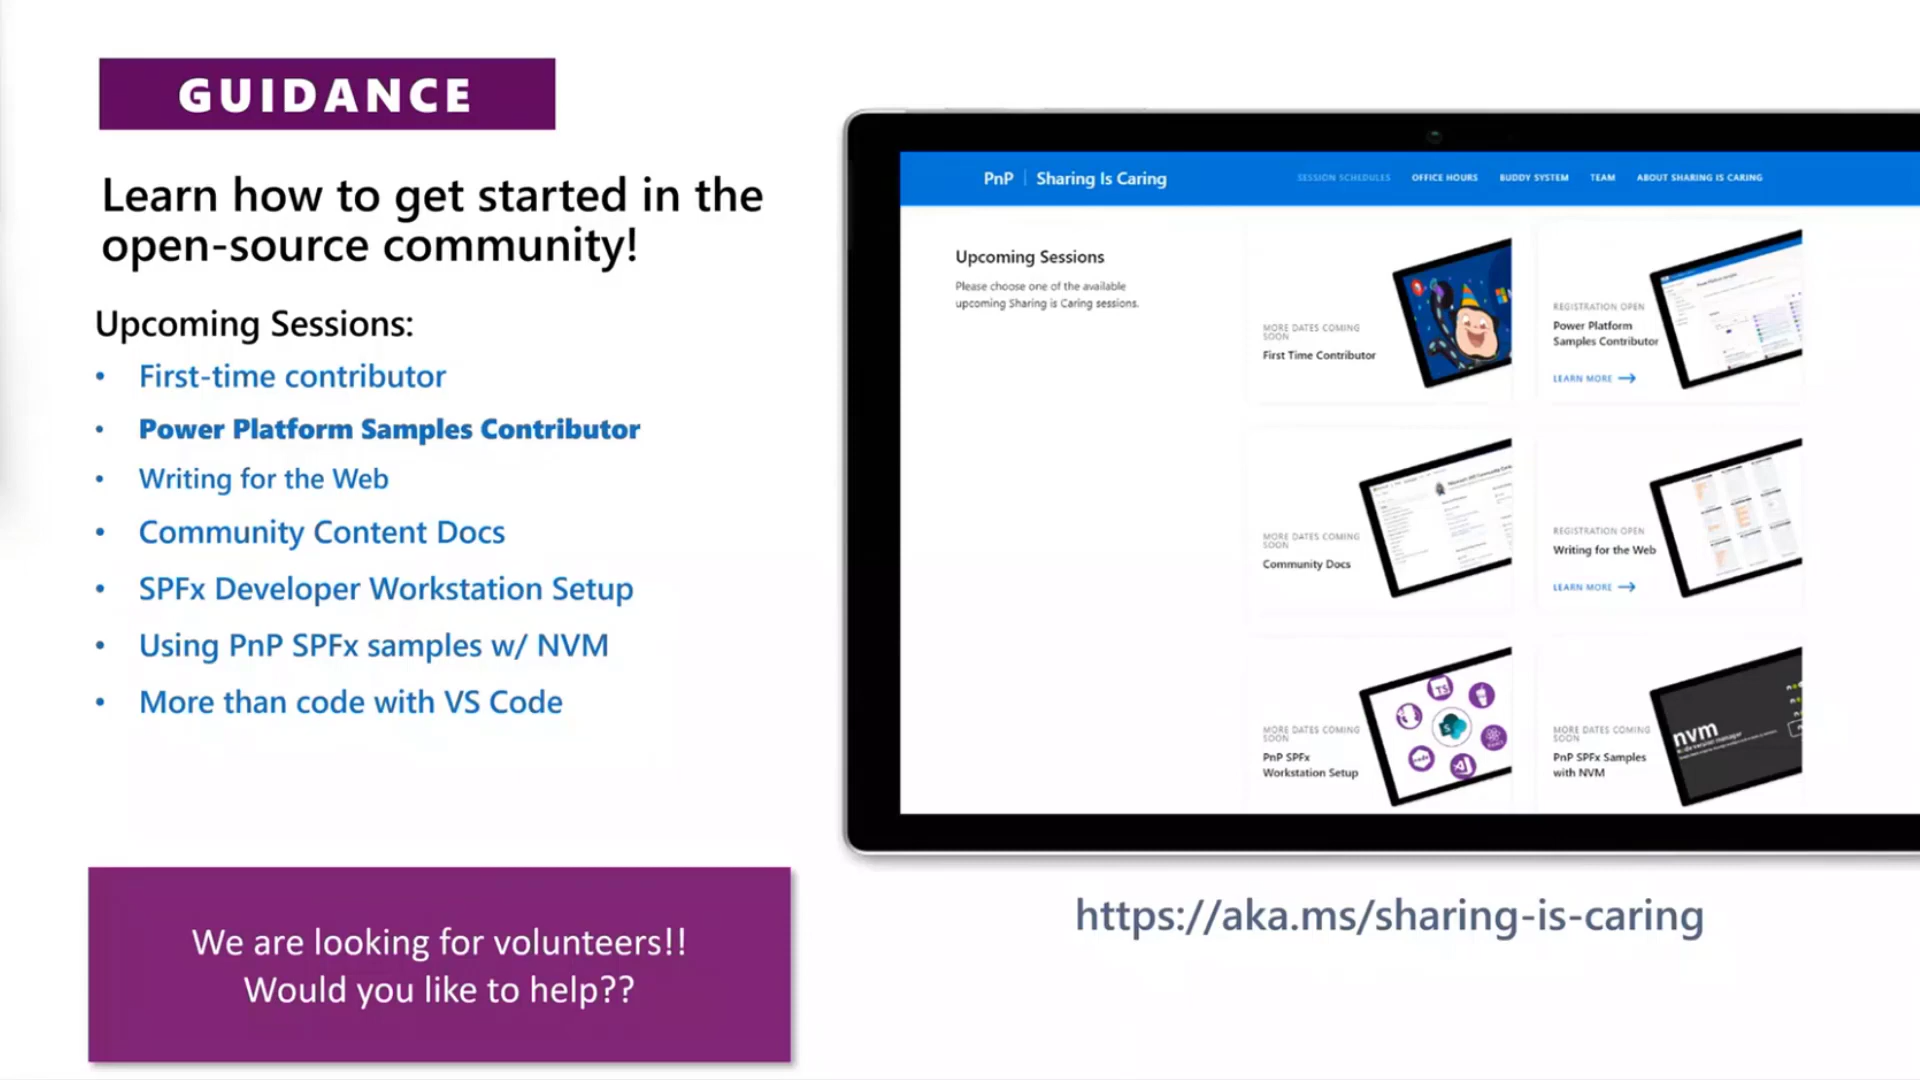 GUIDANCE
Learn how to get started in the
open-source community!
Upcoming Sessions:
• First-time contributor
• Power Platform Samples Contributor
• Writing for the Web
• Community Content Docs
• SPFx Developer Workstation Setup
• Using PnP SPFx samples w/ NVM
• More than code with VS Code
We are looking for volunteers!!
Would you like to help??
PnP | Sharing Is Caring
SESSION SCHEDULES OFFICE HOURS BUDDY SYSTEM TEAM ABOUT SHARING IS CARING
Upcoming Sessions
Please choose one of the available
upcoming Sharing is Caring sessions.
MORE DATES COMING
SOON
First Time Contributor
REGISTRATION OPEN
Power Platform
Samples Contributor
LEARN MORE
MORE DATES COMING
SOON
Community Docs
REGISTRATION OPEN
Writing for the Web
LEARN MORE
MORE DATES COMING
SOON
PnP SPFx
Workstation Setup
TS
S
MORE DATES COMING
SOON
PnP SPFx Samples
with NVM
nvm
https://aka.ms/sharing-is-caring